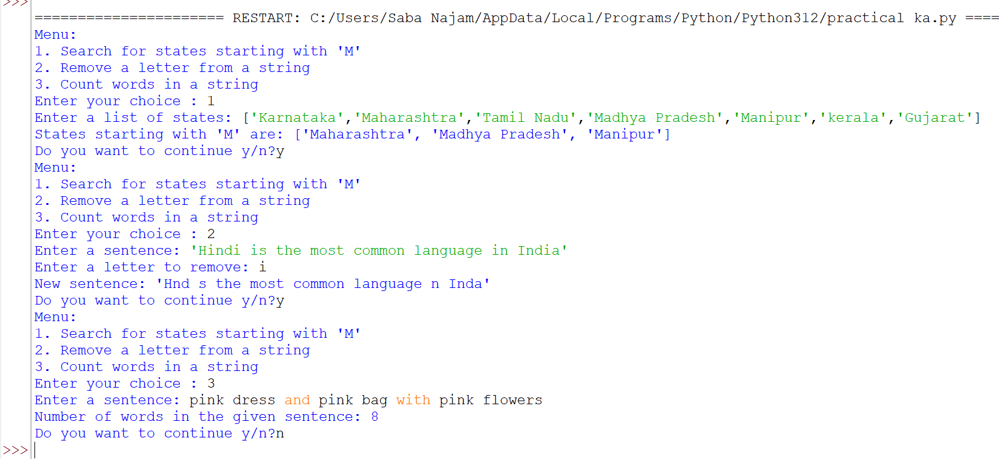 >>>
====================== RESTART: C:/Users/Saba Najam/AppData/Local/Programs/Python/Python312/practical ka.py ====
Menu:
1. Search for states starting with 'M'
2. Remove a letter from a string
3. Count words in a string
Enter your choice : 1
Enter a list of states: ['Karnataka','Maharashtra','Tamil Nadu','Madhya Pradesh','Manipur','kerala','Gujarat']
States starting with 'M' are: ['Maharashtra', 'Madhya Pradesh', 'Manipur']
Do you want to continue y/n?y
Menu:
1. Search for states starting with 'M'
2. Remove a letter from a string
3. Count words in a string
Enter your choice : 2
Enter a sentence: 'Hindi is the most common language in India'
Enter a letter to remove: i
New sentence: 'Hnd s the most common language n Inda'
Do you want to continue y/n?y
Menu:
1. Search for states starting with 'M'
2. Remove a letter from a string
3. Count words in a string
Enter your choice : 3
Enter a sentence: pink dress and pink bag with pink flowers
Number of words in the given sentence: 8
Do you want to continue y/n?n
>>>